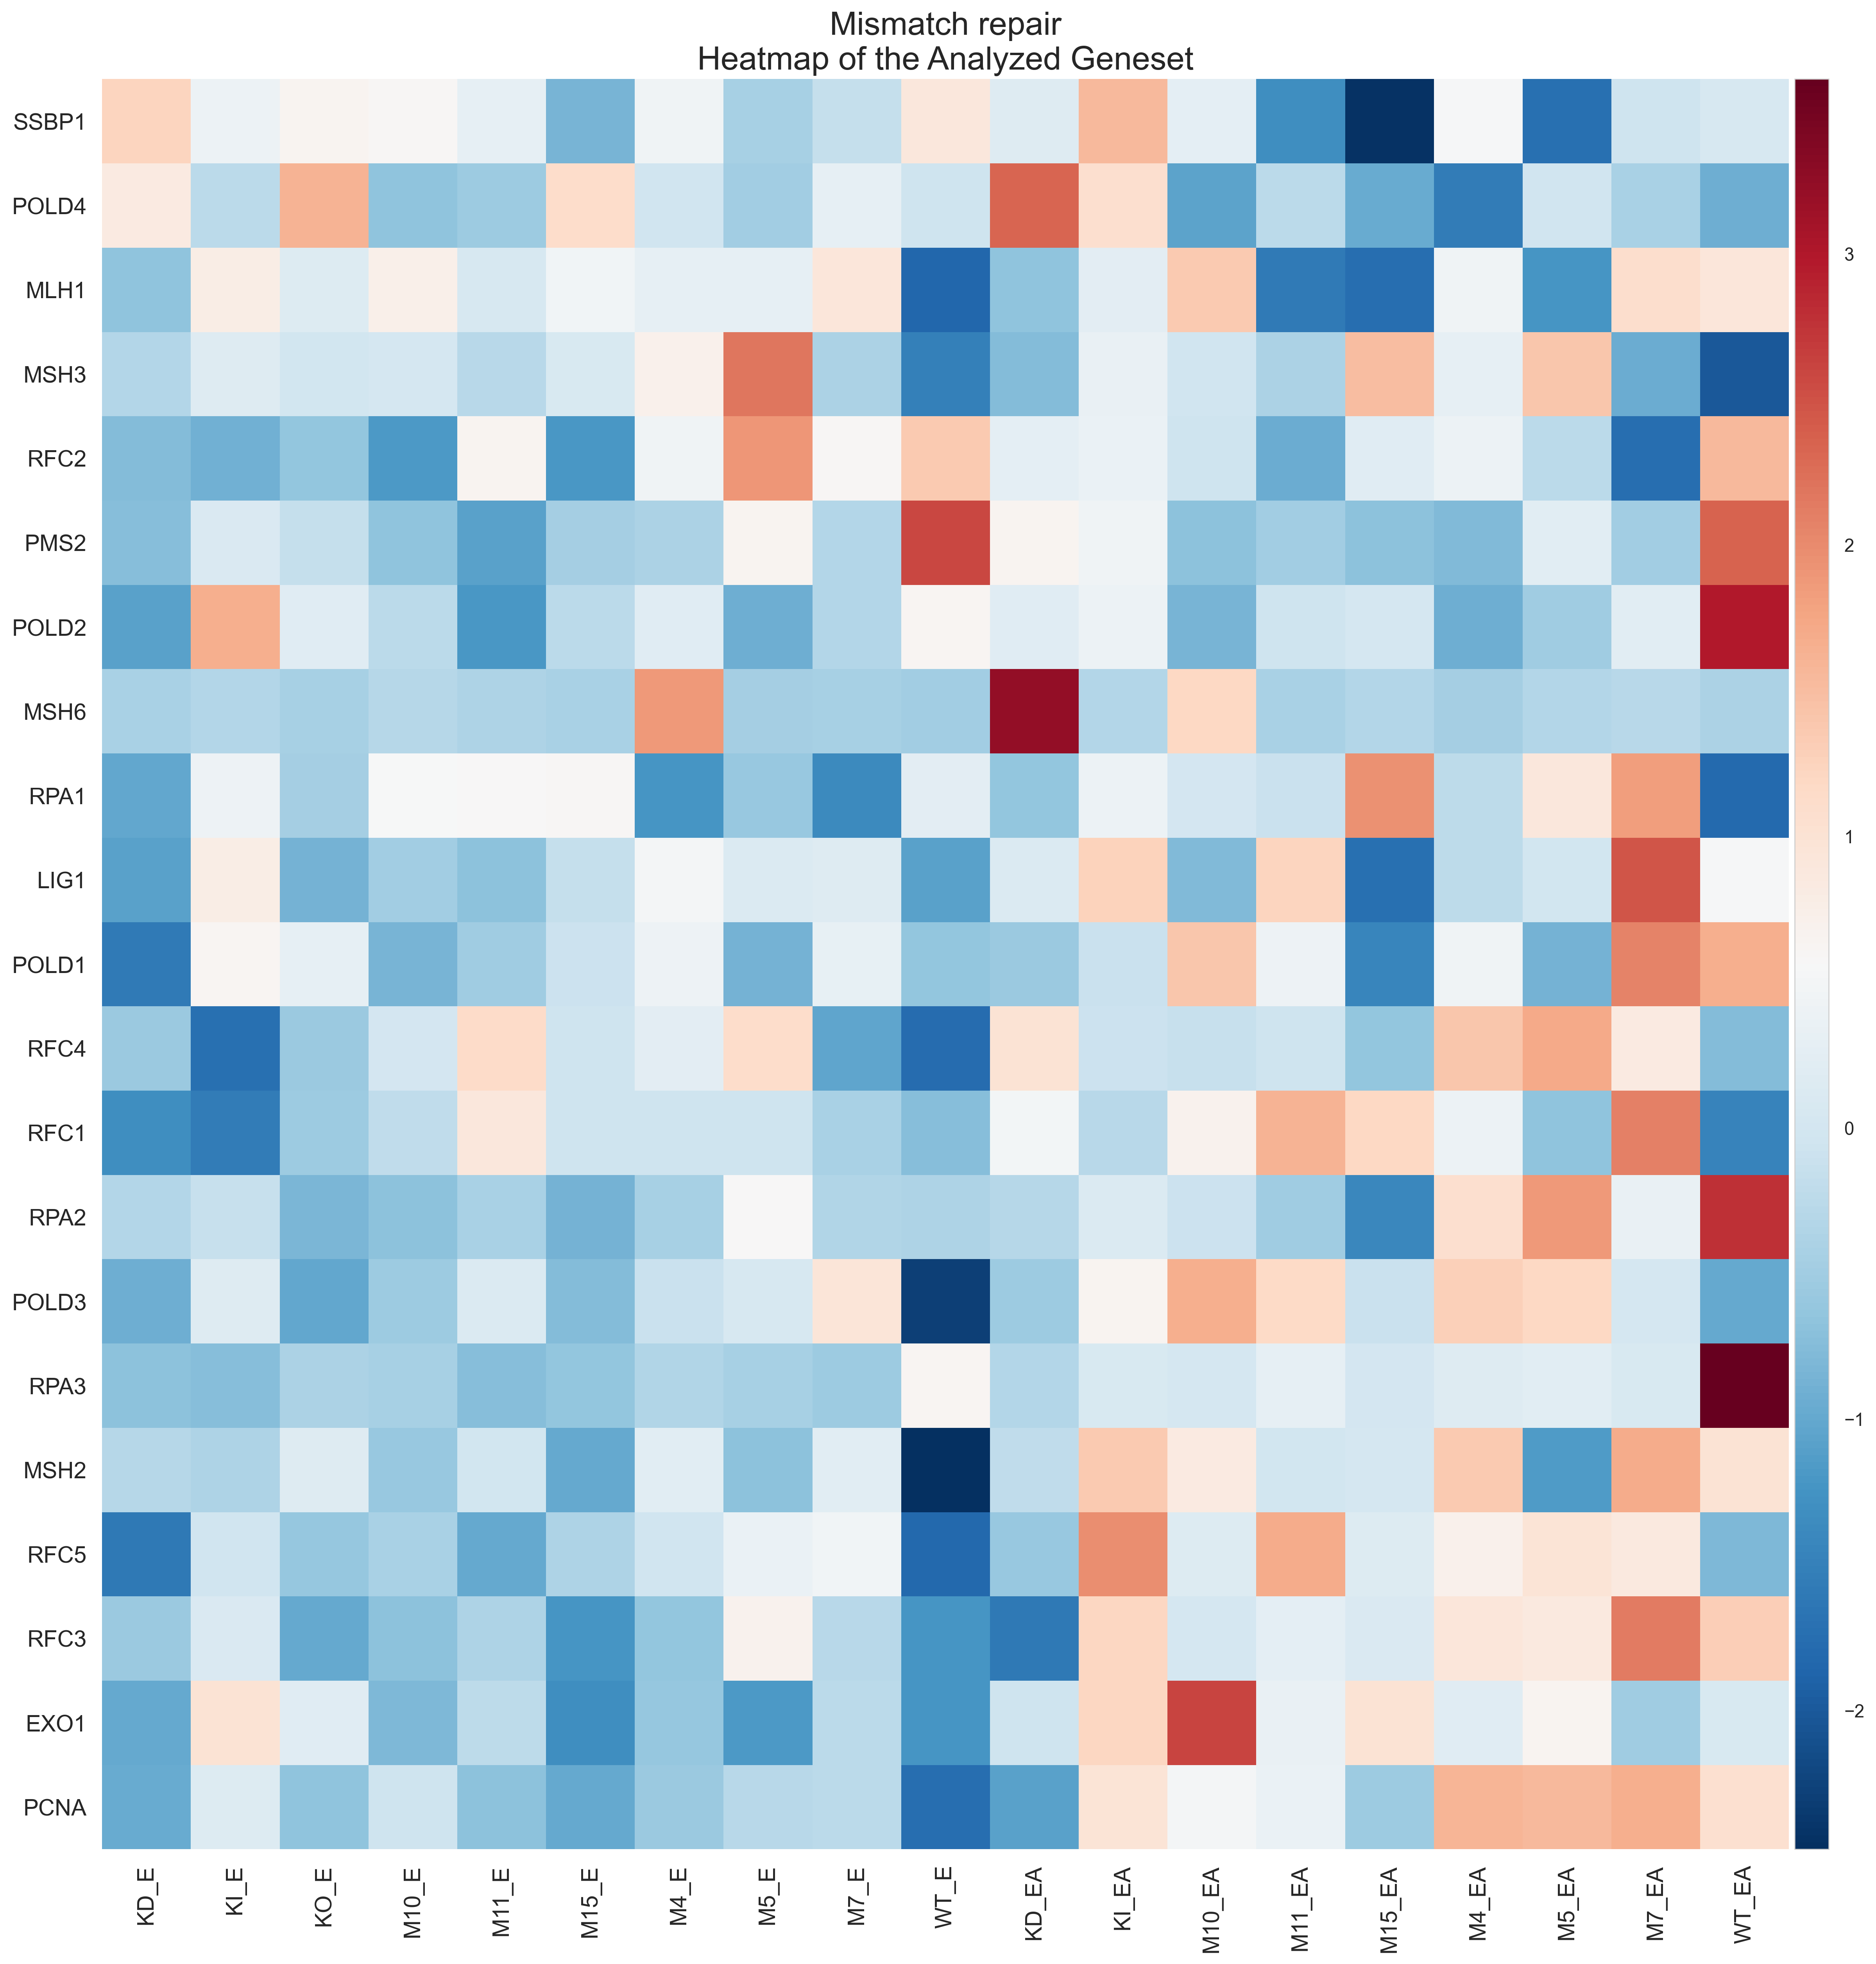 Mismatch repair
Heatmap of the Analyzed Geneset
SSBP1
POLD4
MLH1
MSH3
RFC2
PMS2
POLD2
MSH6
RPA1
LIG1
POLD1
RFC4
RFC1
RPA2
POLD3
RPA3
MSH2
RFC5
RFC3
EXO1
PCNA
KD_E
KI_E
KO_E
M10_E
M11_E
M15_E
M4_E
M5_E
M7_E
WT_E
KD_EA
KI_EA
M10_EA
M11_EA
M15_EA
M4_EA
M5_EA
M7_EA
WT_EA
3
2
1
0
−1
−2